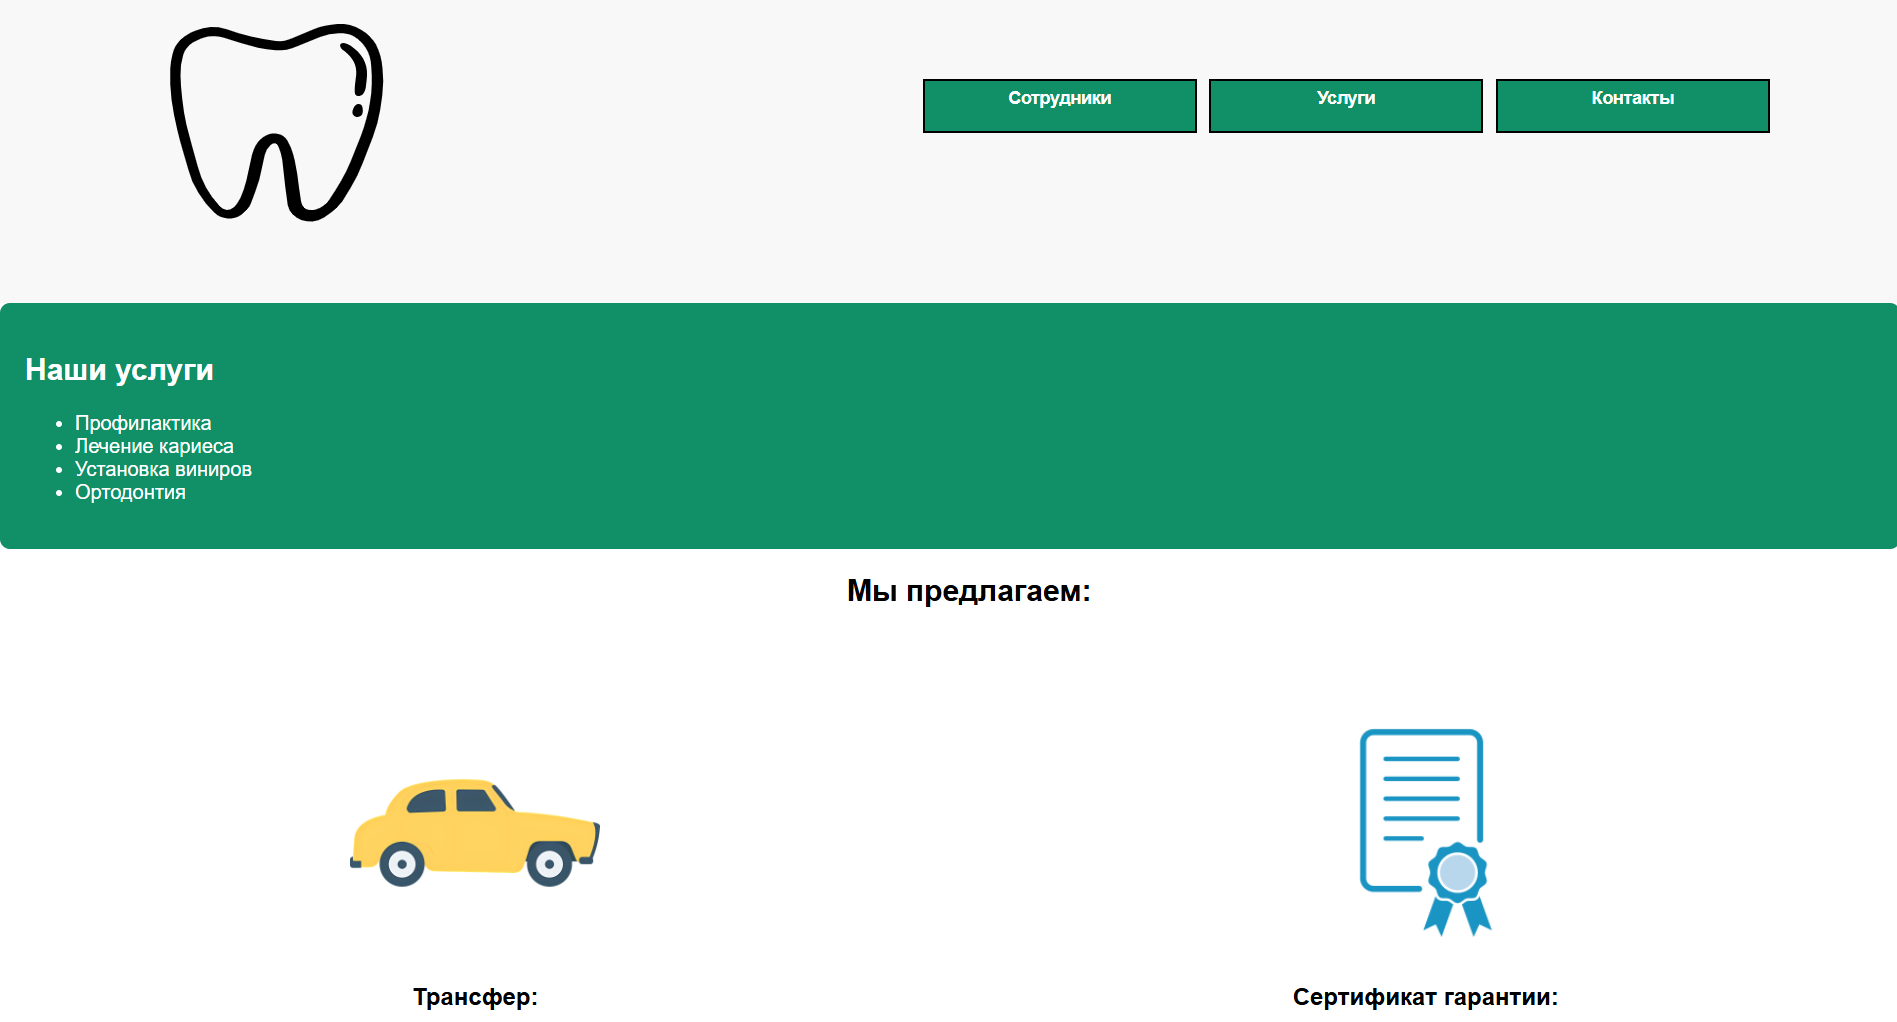 Сотрудники
Услуги
Контакты
Наши услуги
Профилактика
Лечение кариеса
Установка виниров
Ортодонтия
Мы предлагаем:
Трансфер:
Сертификат гарантии: